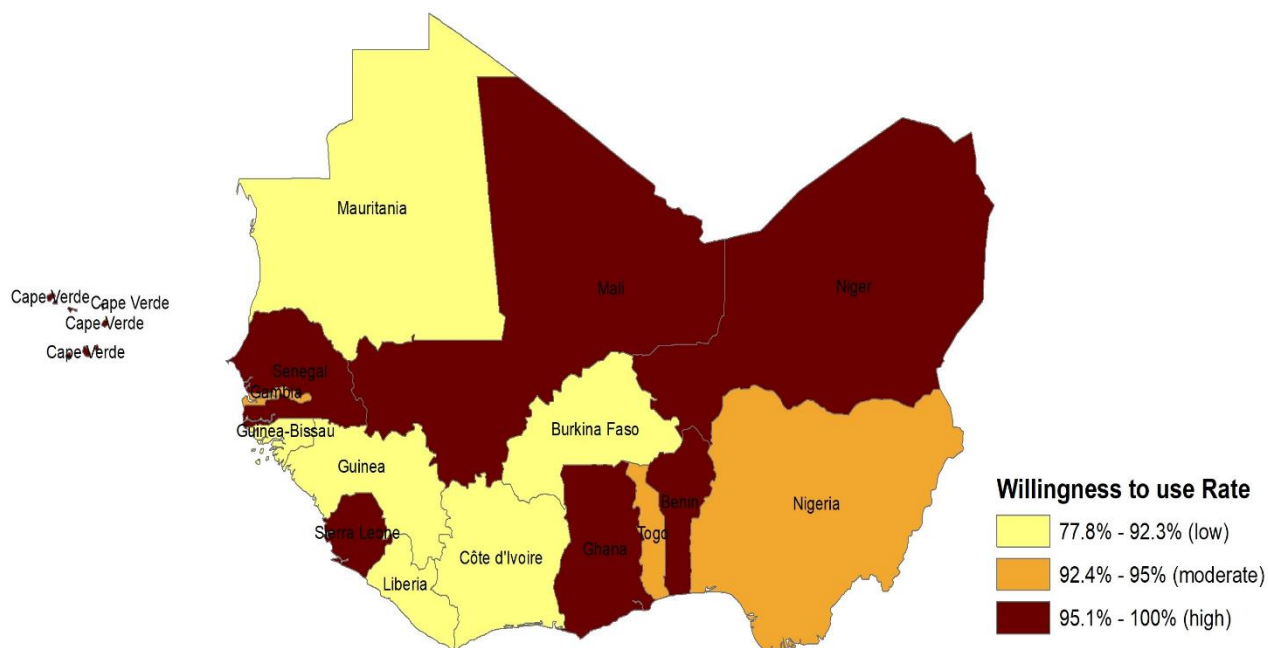 Mauritania
Mali
Niger
Cape Verde
Cape Verde
Cape Verde
Cape Verde
Senegal
Gambia
Guinea-Bissau
Guinea
Burkina Faso
Sierra Leone
Liberia
Côte d'Ivoire
Ghana
Togo
Benin
Nigeria
Willingness to use Rate
77.8% - 92.3% (low)
92.4% - 95% (moderate)
95.1% - 100% (high)